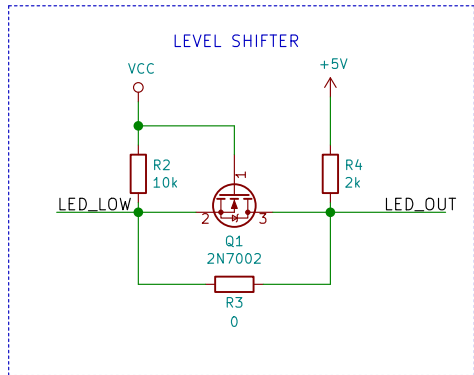 LEVEL SHIFTER
VCC
+5V
R2
10k
R4
2k
1
LED_LOW
2
3
LED_OUT
Q1
2N7002
R3
0